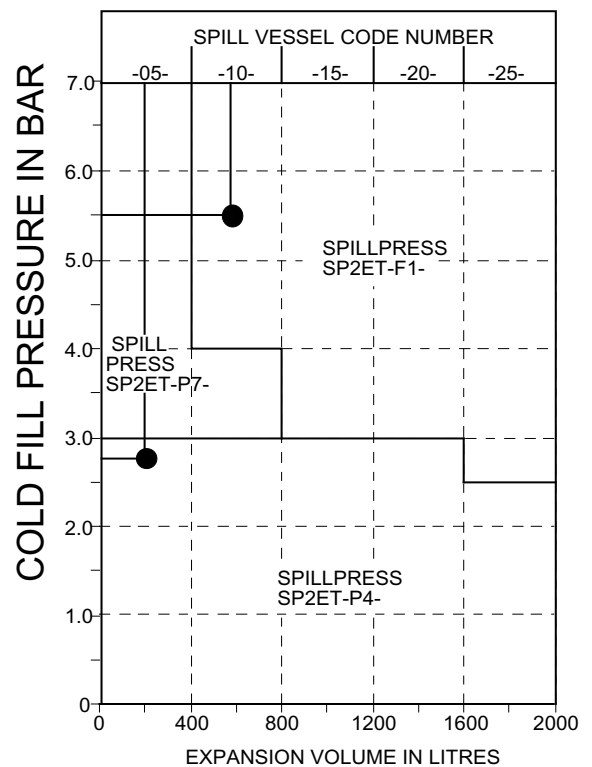 SPILL VESSEL CODE NUMBER
-05- -10- -15- -20- -25-
COLD FILL PRESSURE IN BAR
7.0
6.0
5.0
4.0
3.0
2.0
1.0
0
SPILLPRESS
SP2ET-F1-
SPILL
PRESS
SP2ET-P7-
SPILLPRESS
SP2ET-P4-
0 400 800 1200 1600 2000
EXPANSION VOLUME IN LITRES